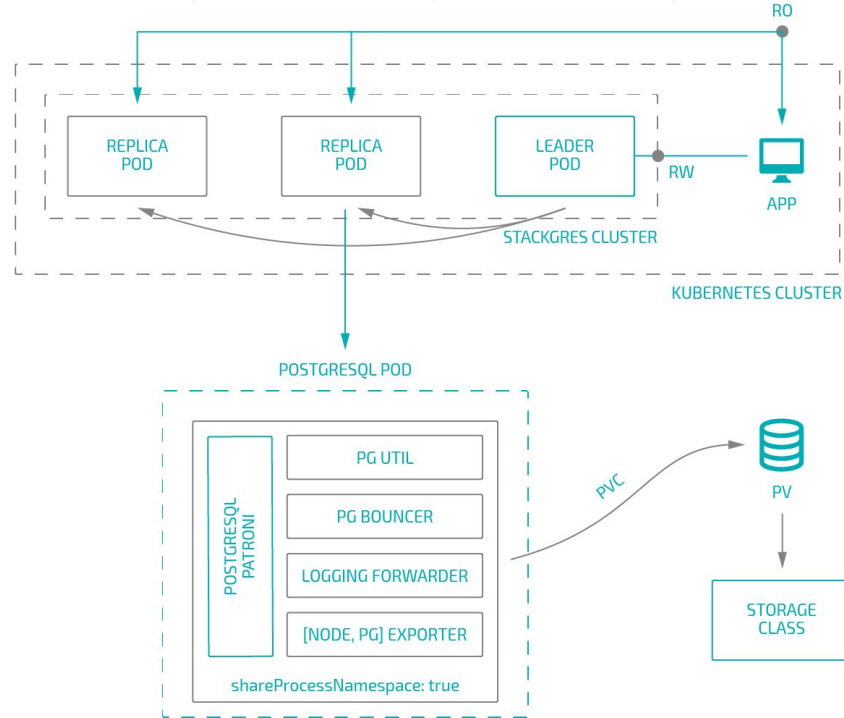 RO
REPLICA
POD
REPLICA
POD
LEADER
POD
RW
APP
STACKGRES CLUSTER
KUBERNETES CLUSTER
POSTGRESQL POD
POSTGRESQL
PATRONI
PG UTIL
PG BOUNCER
LOGGING FORWARDER
[NODE, PG] EXPORTER
shareProcessNamespace: true
PVC
PV
STORAGE
CLASS